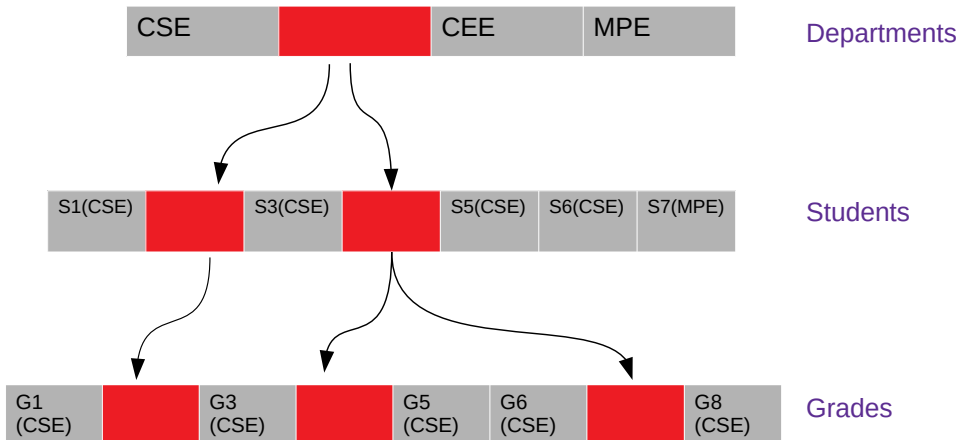 CSE CEE MPE Departments
S1(CSE) S3(CSE) S5(CSE) S6(CSE) S7(MPE) Students
G1 G3 G5 G6 G8
(CSE) (CSE) (CSE) (CSE) (CSE)
Grades